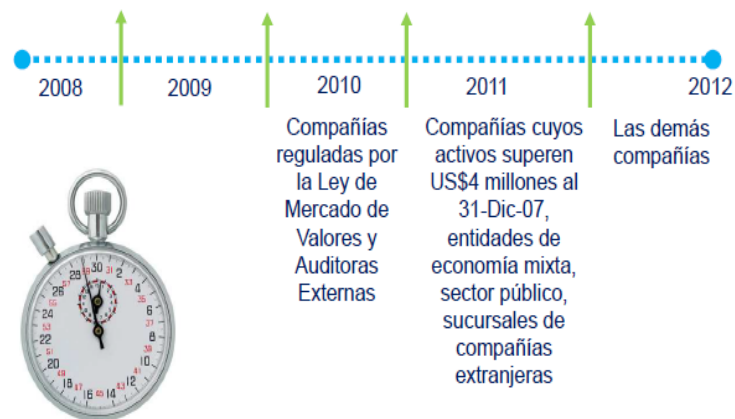 2008
2009
2010
2011
2012
Compañías
reguladas por
la Ley de
Mercado de
Valores y
Auditoras
Externas
Compañías cuyos
activos superen
US$4 millones al
31-Dic-07,
entidades de
economía mixta,
sector público,
sucursales de
compañías
extranjeras
Las demás
compañías